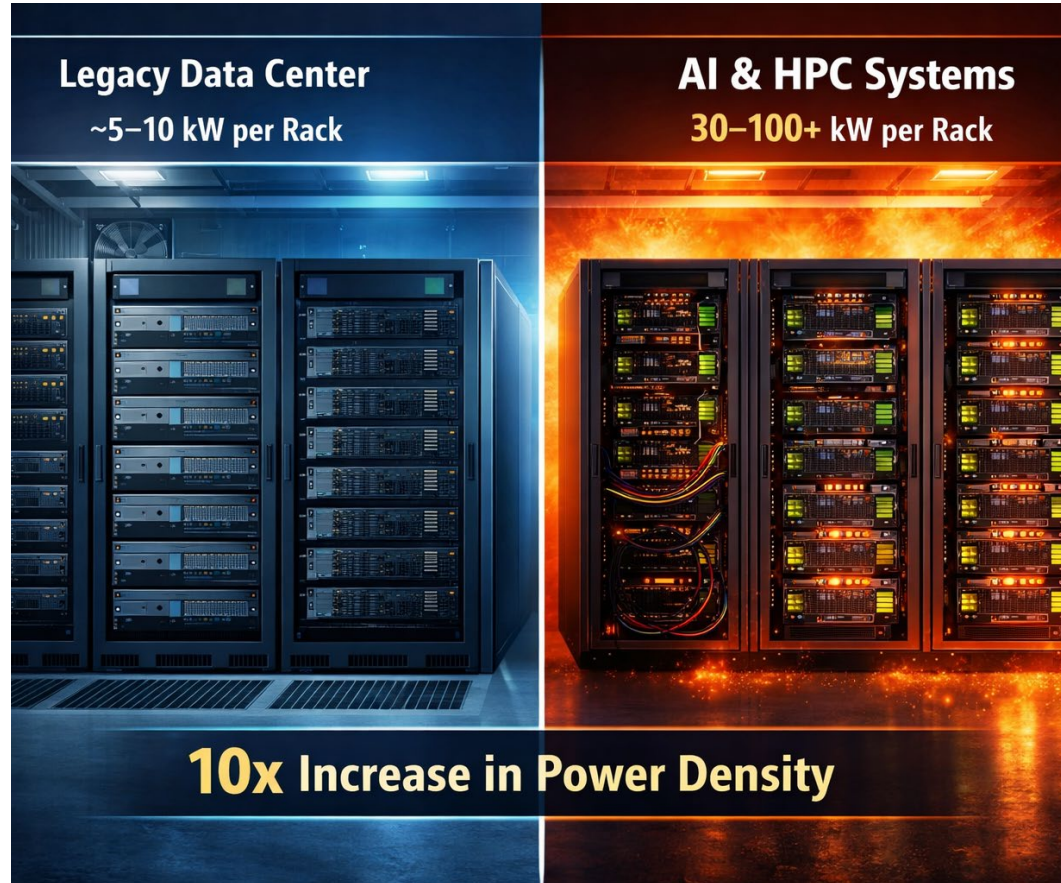 Legacy Data Center
~5–10 kW per Rack
AI & HPC Systems
30–100+ kW per Rack
10x Increase in Power Density